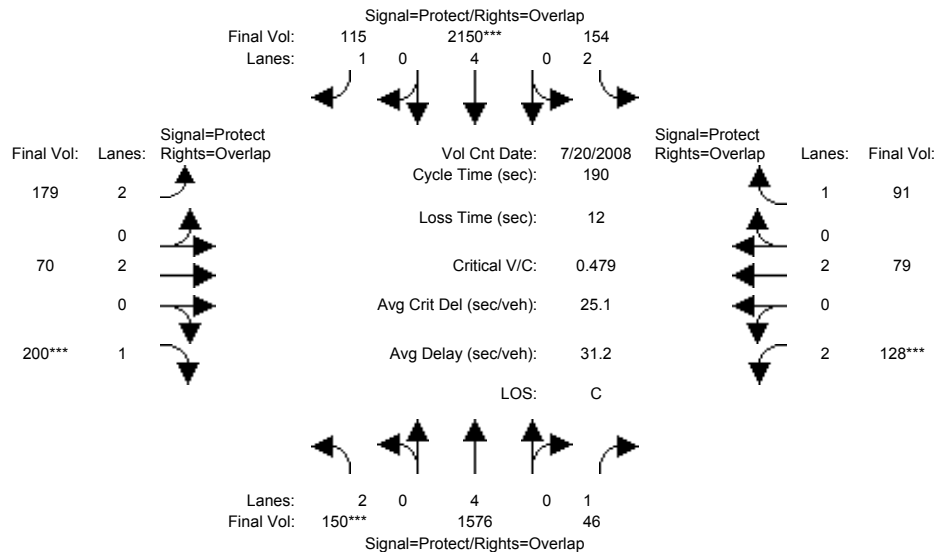 Signal=Protect/Rights=Overlap
Final Vol: 115 2150*** 154
Lanes: 1 0 4 0 2
Signal=Protect Signal=Protect
Final Vol: Lanes: Rights=Overlap Vol Cnt Date: 7/20/2008 Rights=Overlap Lanes: Final Vol:
Cycle Time (sec): 190
179 2 1 91
Loss Time (sec): 12
0 0
70 2 Critical V/C: 0.479 2 79
0 Avg Crit Del (sec/veh): 25.1 0
200*** 1 Avg Delay (sec/veh): 31.2 2 128***
LOS: C
Lanes: 2 0 4 0 1
Final Vol: 150*** 1576 46
Signal=Protect/Rights=Overlap